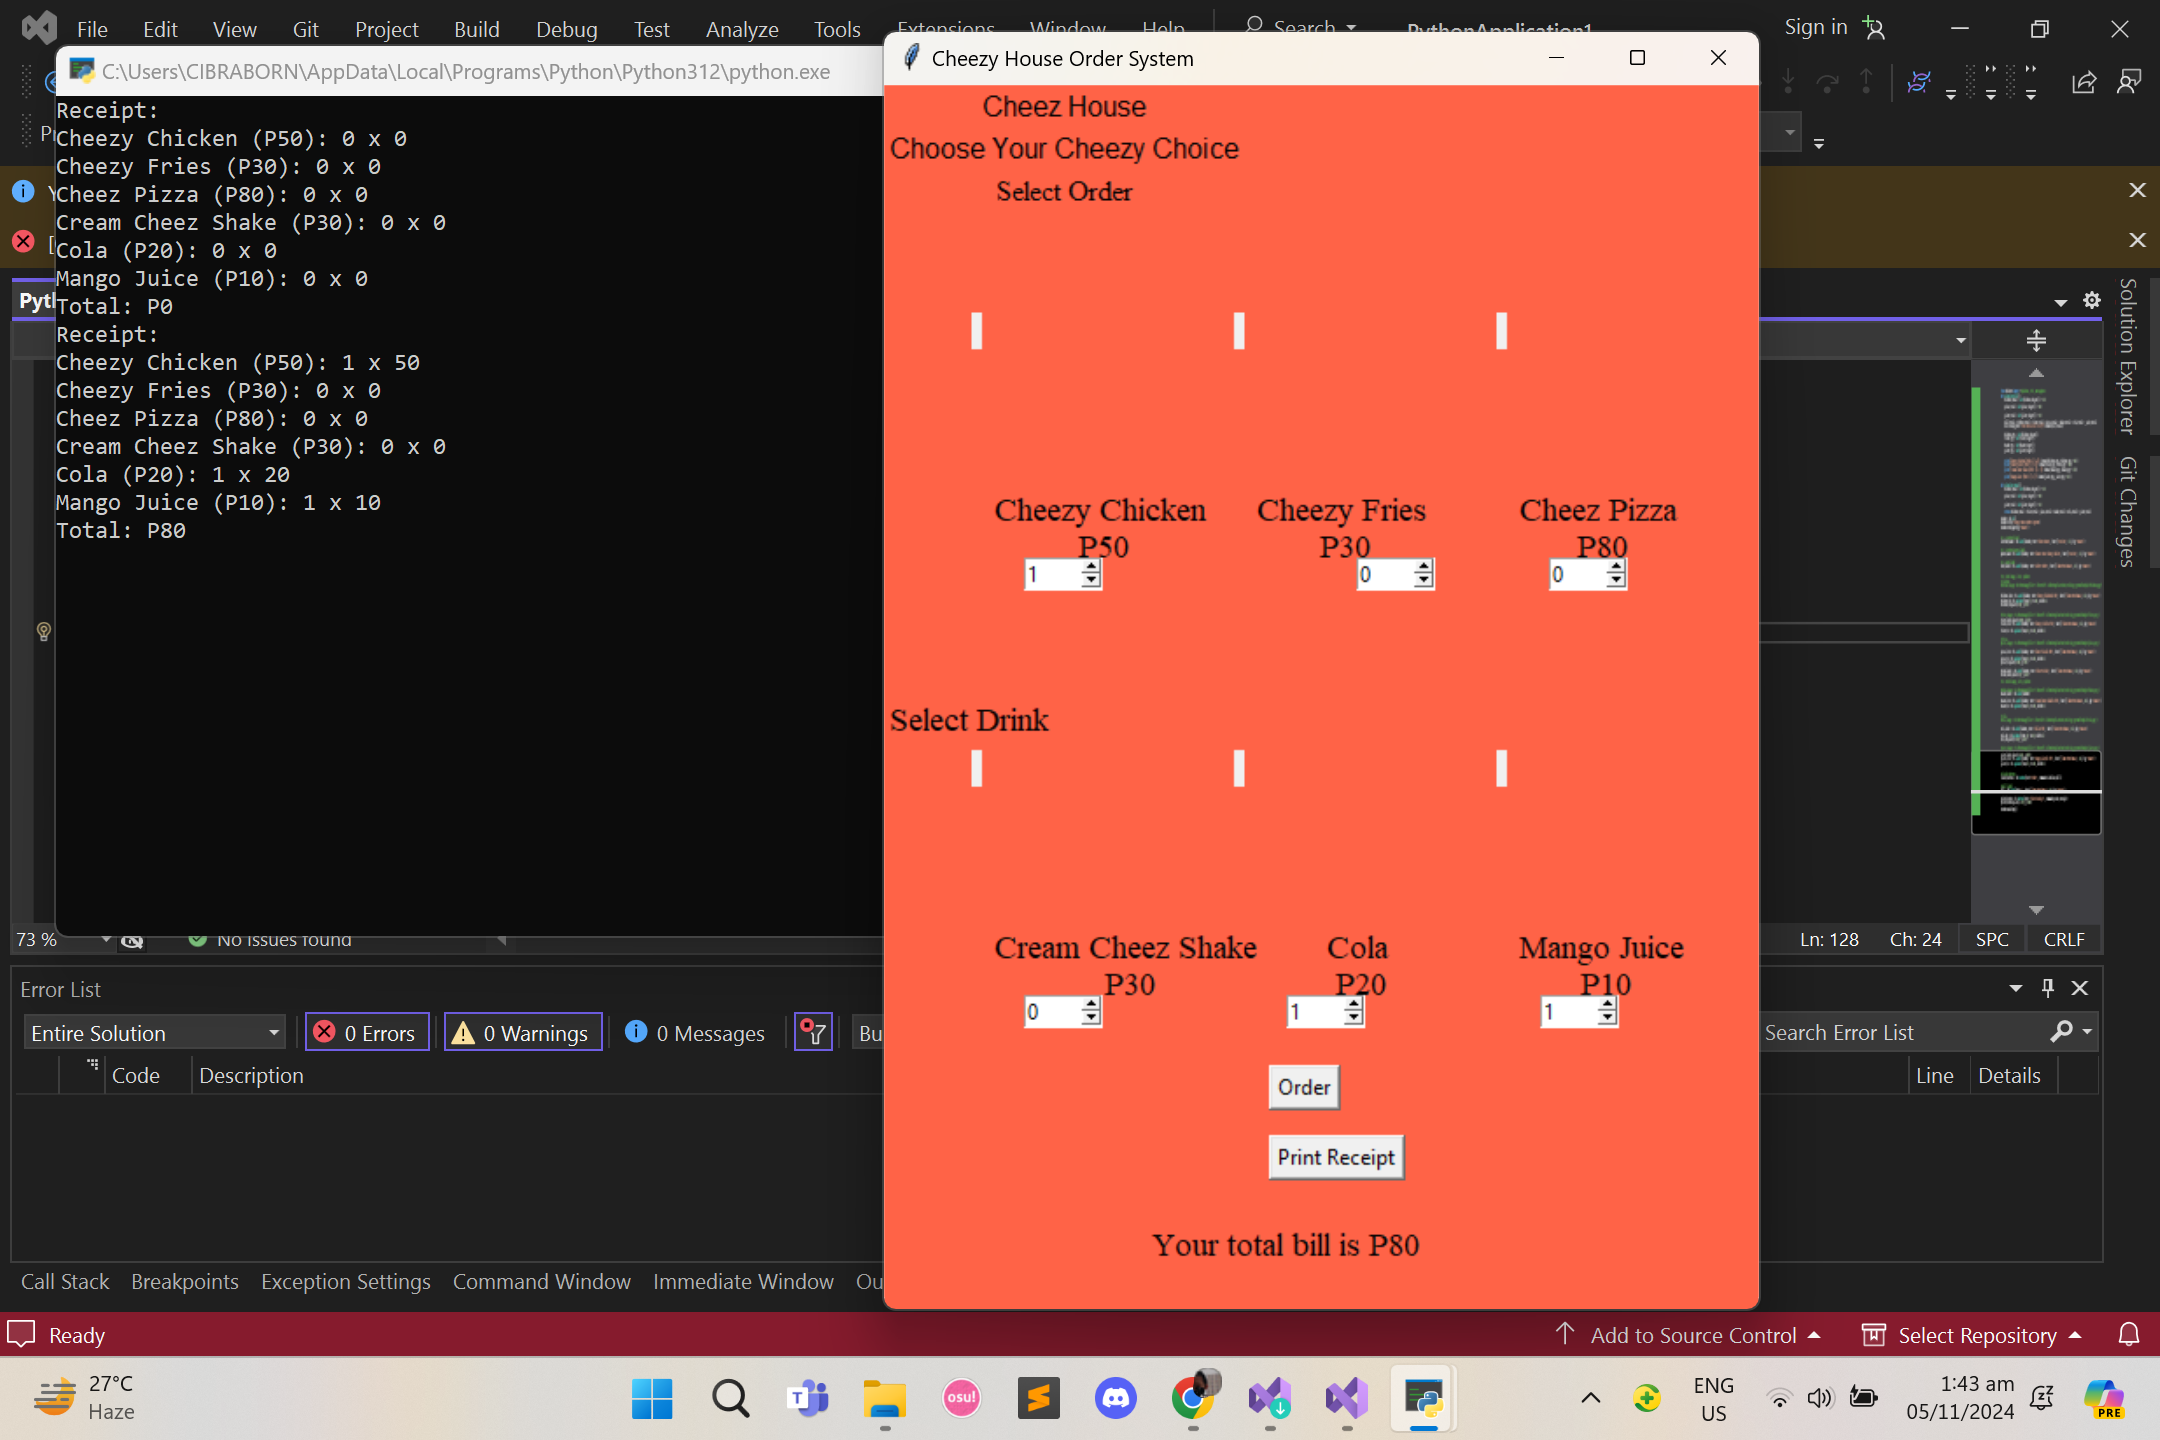 File Edit View Git Project Build Debug Test Analyze Tools Extensions Window Help Search PythonApplication1 Sign in
C:\Users\CIBRABORN\AppData\Local\Programs\Python\Python312\python.exe
Receipt:
Cheezy Chicken (P50): 0 x 0
Cheezy Fries (P30): 0 x 0
Cheez Pizza (P80): 0 x 0
Cream Cheez Shake (P30): 0 x 0
Cola (P20): 0 x 0
Mango Juice (P10): 0 x 0
Total: P0
Receipt:
Cheezy Chicken (P50): 1 x 50
Cheezy Fries (P30): 0 x 0
Cheez Pizza (P80): 0 x 0
Cream Cheez Shake (P30): 0 x 0
Cola (P20): 1 x 20
Mango Juice (P10): 1 x 10
Total: P80
Cheezy House Order System
Cheez House
Choose Your Cheezy Choice
Select Order
Cheezy Chicken Cheezy Fries Cheez Pizza
P50 P30 P80
1 0 0
Select Drink
Cream Cheez Shake Cola Mango Juice
P30 P20 P10
0 1 1
Order
Print Receipt
Your total bill is P80
Solution Explorer
Git Changes
73 % No issues found Ln: 128 Ch: 24 SPC CRLF
Error List
Entire Solution 0 Errors 0 Warnings 0 Messages Bu Search Error List
Code Description Line Details
Call Stack Breakpoints Exception Settings Command Window Immediate Window Ou
Ready Add to Source Control Select Repository
27°C
Haze
osu!
ENG
US
1:43 am
05/11/2024
PRE